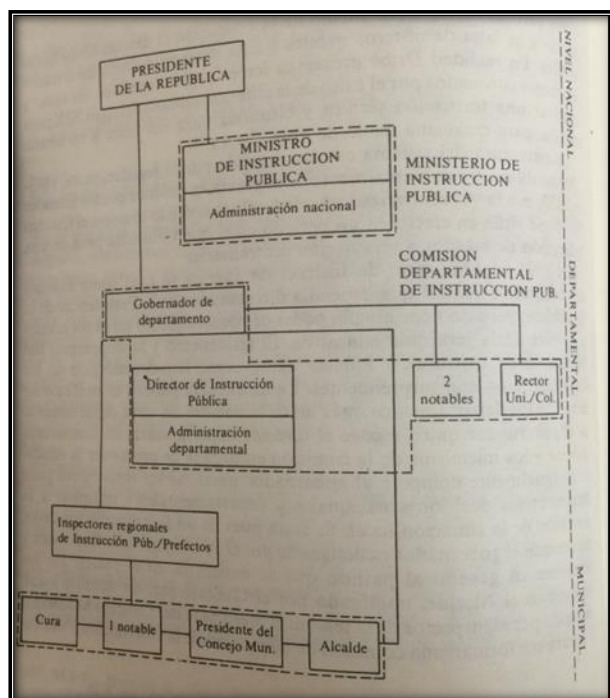 PRESIDENTE
DE LA REPUBLICA
NIVEL NACIONAL
MINISTRO
DE INSTRUCCION
PUBLICA
Administración nacional
MINISTERIO DE
INSTRUCCION
PUBLICA
COMISION
DEPARTAMENTAL
DE INSTRUCCION PUB.
DEPARTAMENTAL
Gobernador de
departamento
Director de Instrucción
Pública
Administración
departamental
2
notables
Rector
Uni./Col.
Inspectores regionales
de Instrucción Púb./Prefectos
MUNICIPAL
Cura
1 notable
Presidente del
Concejo Mun.
Alcalde